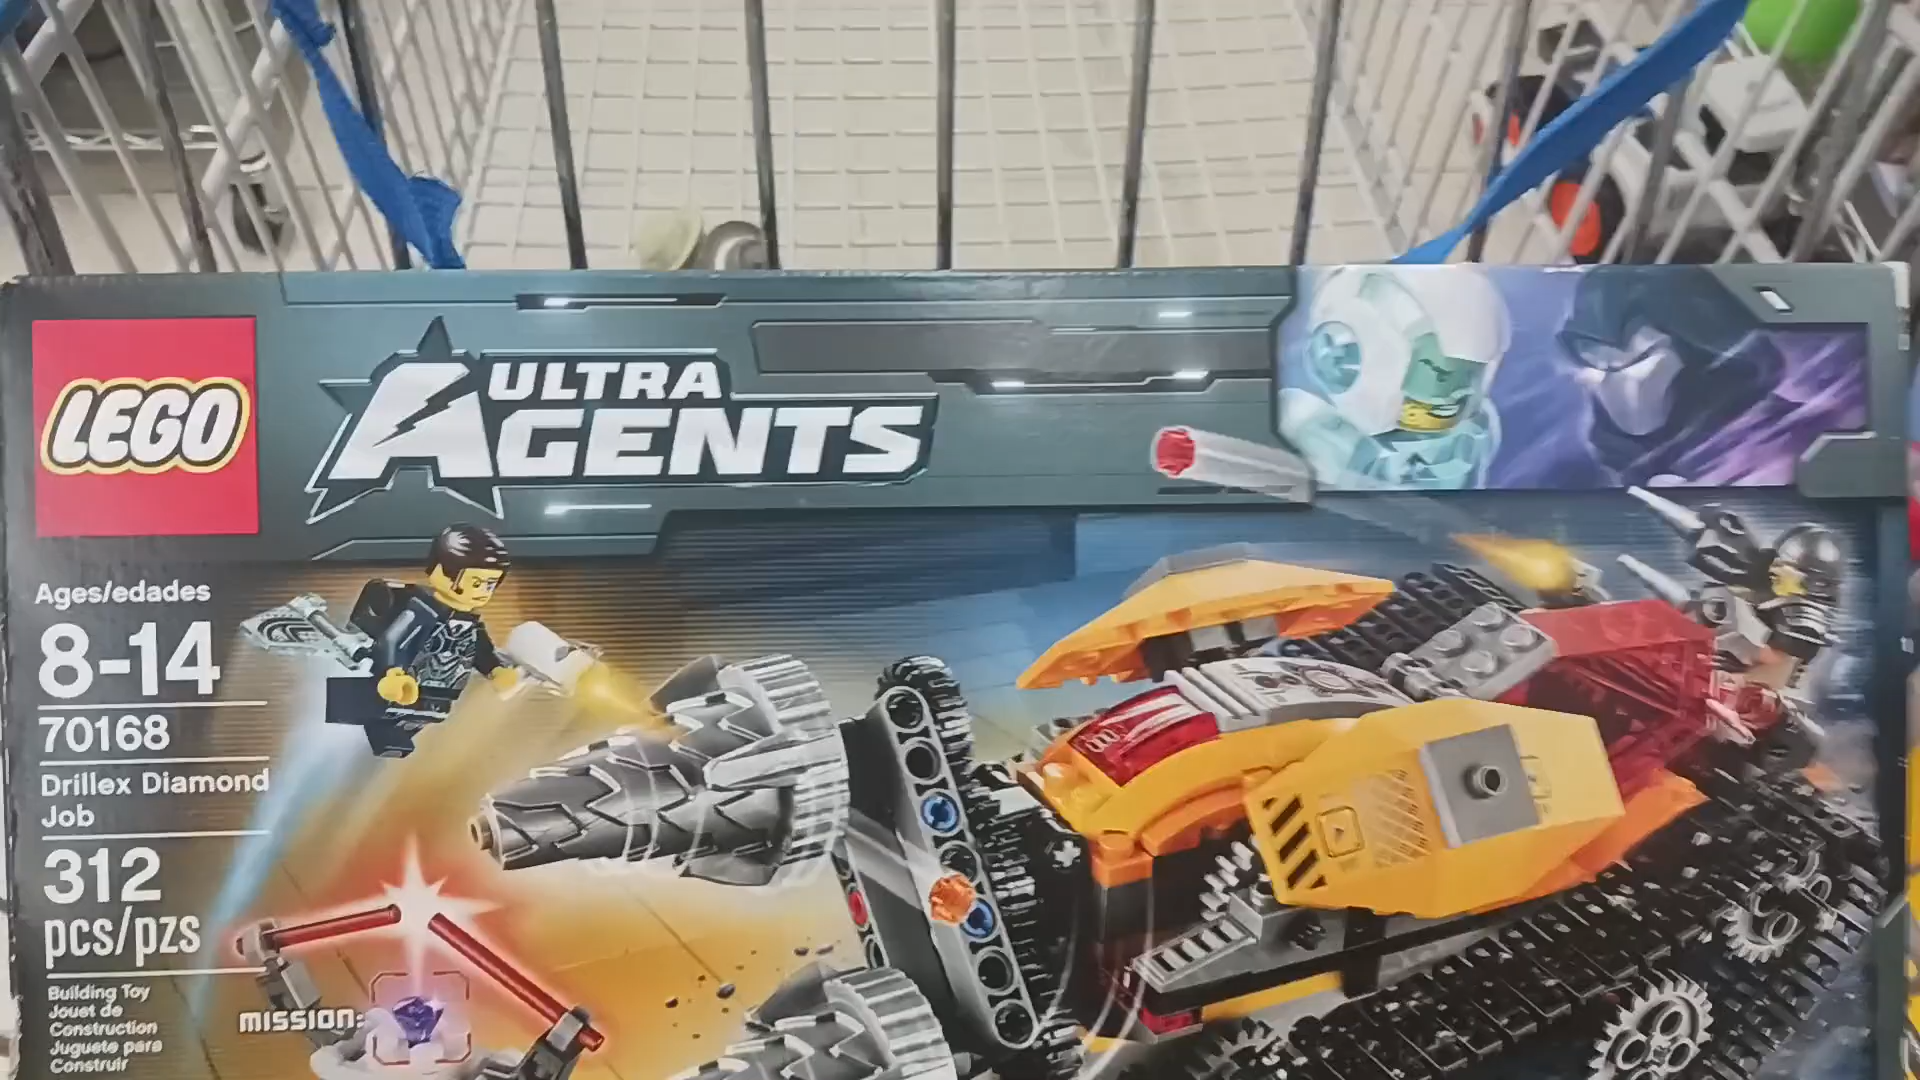 LEGO
ULTRA
AGENTS
Ages/edades
8-14
70168
Drillex Diamond
Job
312
pcs/pzs
Building Toy
Jouet de
Construction
Juguete para
Construir
MISSION: